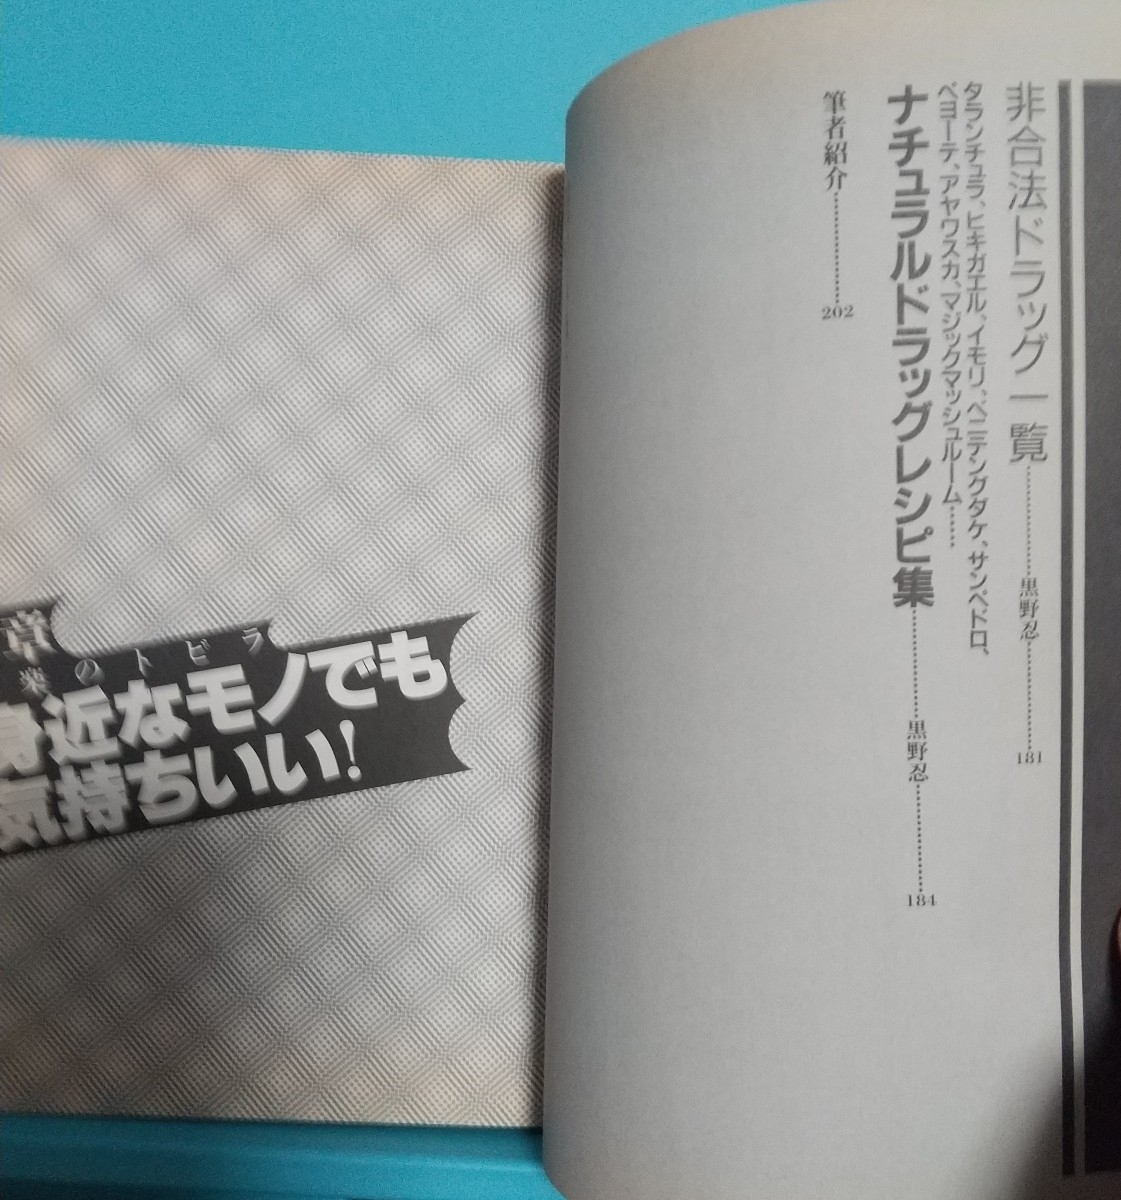 非合法ドラッグ一覧…………………黒野忍…………………181
タランチュラ、ヒキガエル、イモリ、ベニテングダケ、サンペドロ、
ペヨーテ、アヤワスカ、マジックマッシュルーム……
ナチュラルドラッグレシピ集…………………黒野忍…………………184
筆者紹介…………………202
章
楽のトビラ
身近なモノでも
気持ちいい!